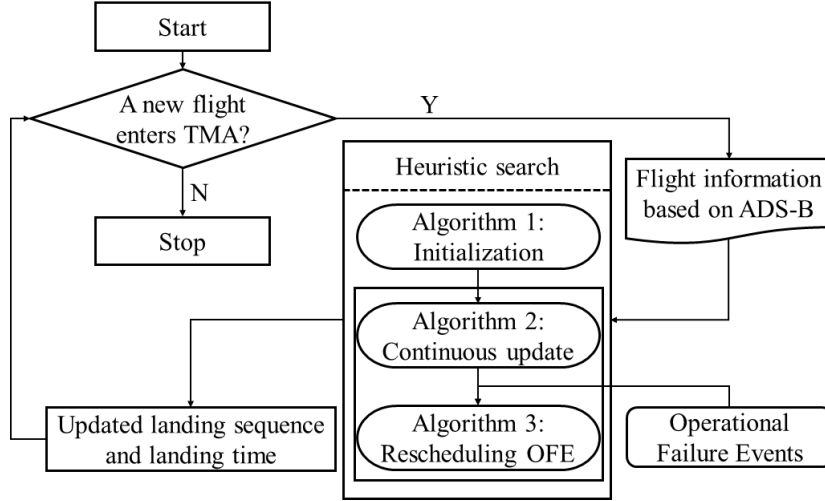 Start
A new flight
enters TMA?
Y
N
Stop
Heuristic search
Algorithm 1:
Initialization
Algorithm 2:
Continuous update
Algorithm 3:
Rescheduling OFE
Flight information
based on ADS-B
Operational
Failure Events
Updated landing sequence
and landing time